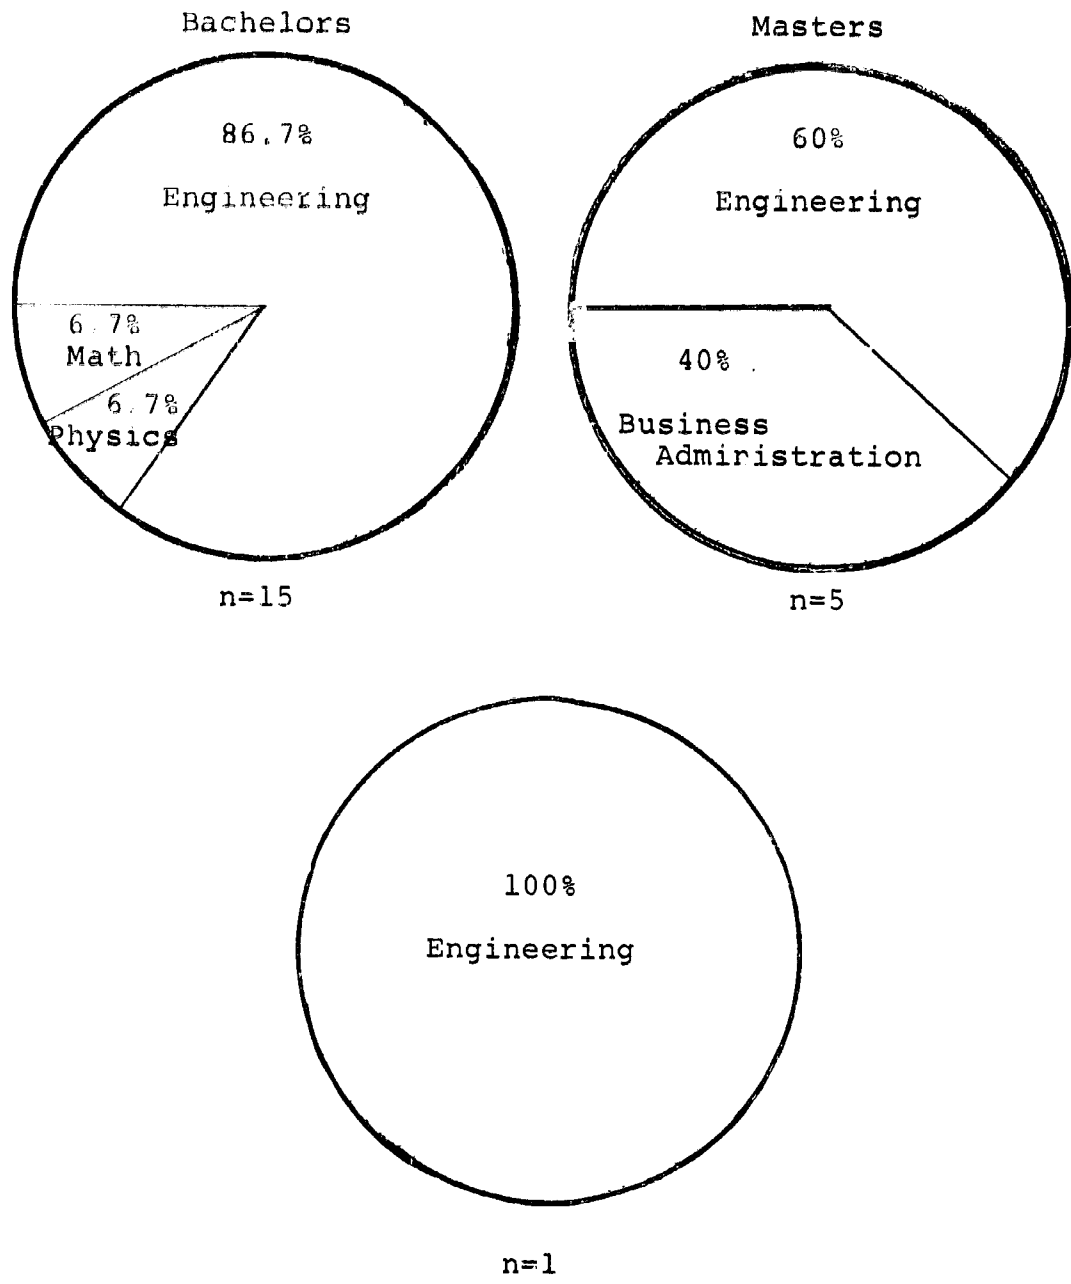 Bachelors
86.7%
Engineering
6.7%
Math
6.7%
Physics
n=15
Masters
60%
Engineering
40%
Business
Administration
n=5
100%
Engineering
n=1